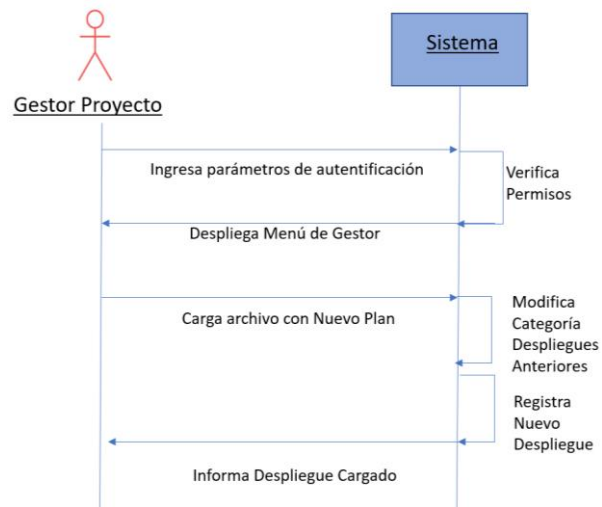 Sistema
Gestor Proyecto
Ingresa parámetros de autentificación
Verifica
Permisos
Despliega Menú de Gestor
Carga archivo con Nuevo Plan
Modifica
Categoría
Despliegues
Anteriores
Registra
Nuevo
Despliegue
Informa Despliegue Cargado